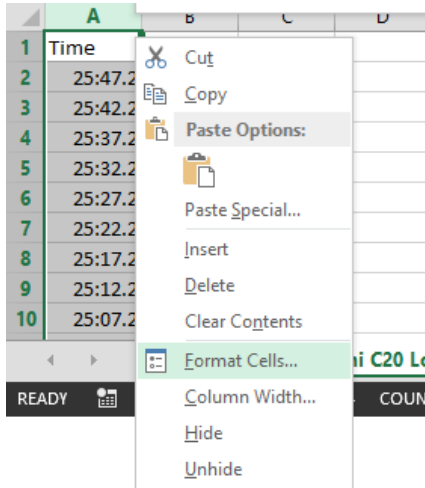 A B C D
1 Time
2 25:47.2
3 25:42.2
4 25:37.2
5 25:32.2
6 25:27.2
7 25:22.2
8 25:17.2
9 25:12.2
10 25:07.2
Cut
Copy
Paste Options:
Paste Special...
Insert
Delete
Clear Contents
Format Cells...
Column Width...
Hide
Unhide
C20
READY